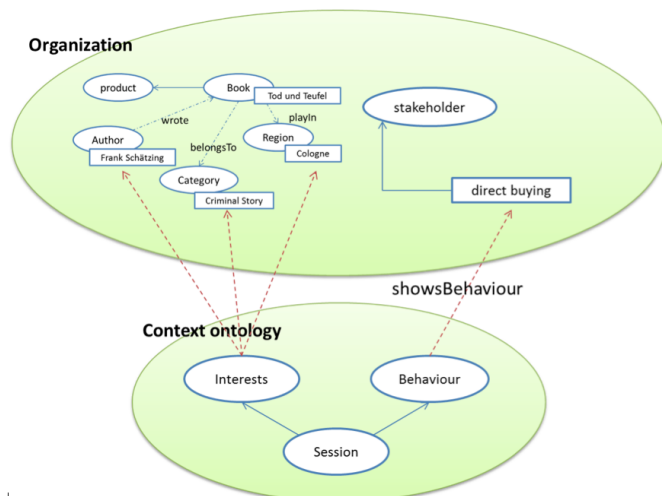 Organization
product
Book
Tod und Teufel
stakeholder
wrote
playIn
Author
Region
belongsTo
Frank Schätzing
Cologne
Category
Criminal Story
direct buying
showsBehaviour
Context ontology
Interests
Behaviour
Session